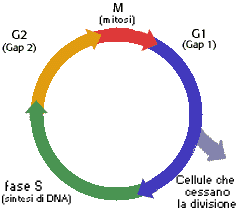 M
(mitosi)
G2
(Gap 2)
G1
(Gap 1)
fase S
(sintesi di DNA)
Cellule che
cessano
la divisione